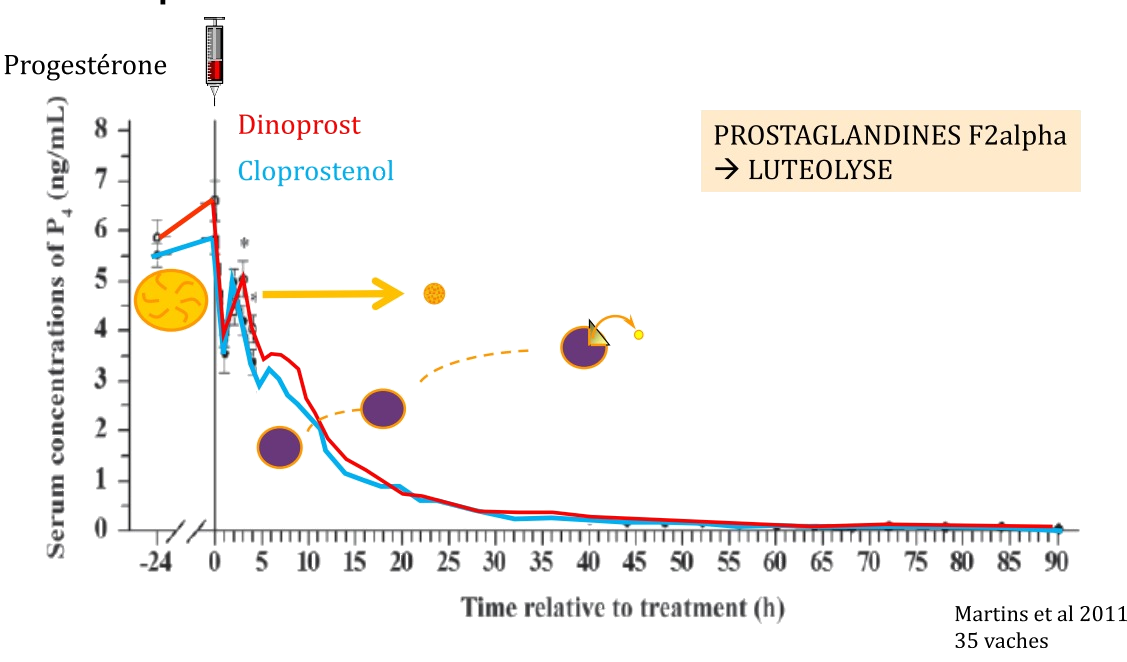 Progestérone
Dinoprost
Cloprostenol
PROSTAGLANDINES F2alpha
→ LUTEOLYSE
Serum concentrations of P4 (ng/mL)
8
7
6
5
4
3
2
1
0
*
*
-24 0 5 10 15 20 25 30 35 40 45 50 55 60 65 70 75 80 85 90
Time relative to treatment (h)
Martins et al 2011
35 vaches